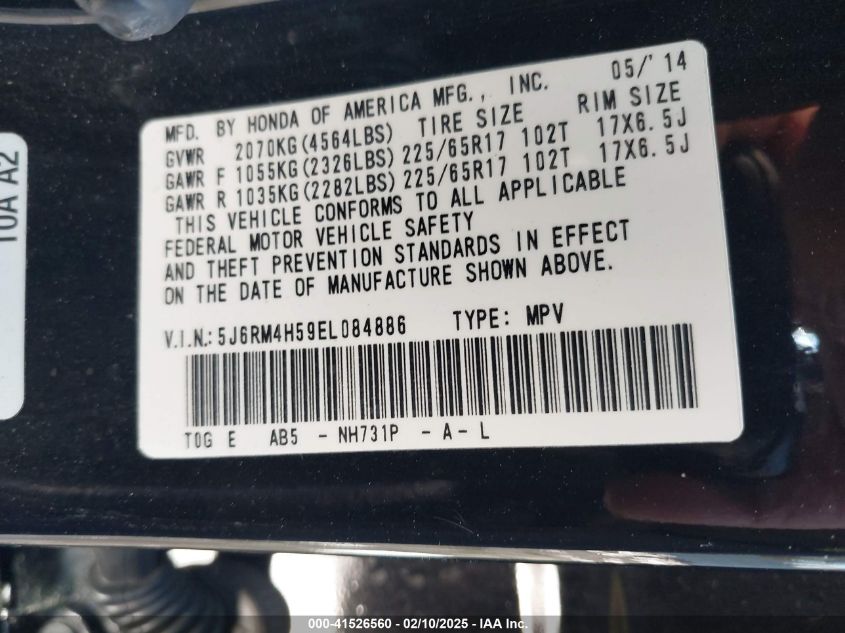 MFD. BY HONDA OF AMERICA MFG., INC. 05/'14
GVWR 2070KG(4564LBS) TIRE SIZE RIM SIZE
GAWR F 1055KG(2326LBS) 225/65R17 102T 17X6.5J
GAWR R 1035KG(2282LBS) 225/65R17 102T 17X6.5J
THIS VEHICLE CONFORMS TO ALL APPLICABLE
FEDERAL MOTOR VEHICLE SAFETY
AND THEFT PREVENTION STANDARDS IN EFFECT
ON THE DATE OF MANUFACTURE SHOWN ABOVE.
V.I.N.: 5J6RM4H59EL084886 TYPE: MPV
TOG E AB5 - NH731P - A - L
10A A2
000-41526560 - 02/10/2025 - IAA Inc.